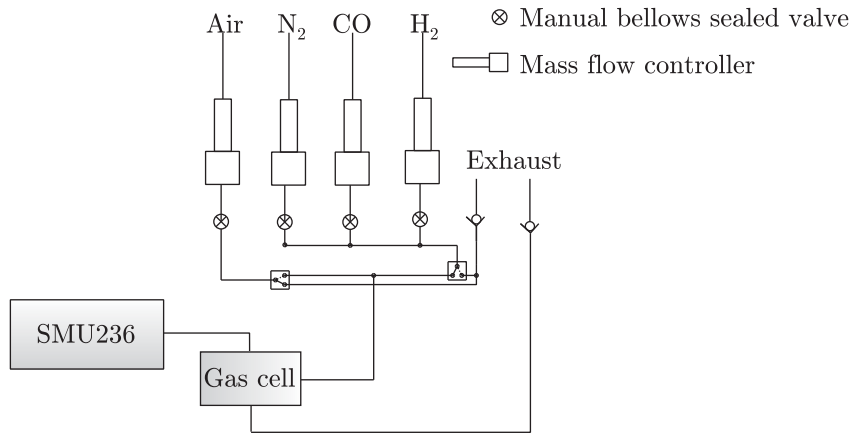 Air N₂ CO H₂
Manual bellows sealed valve
Mass flow controller
Exhaust
SMU236
Gas cell